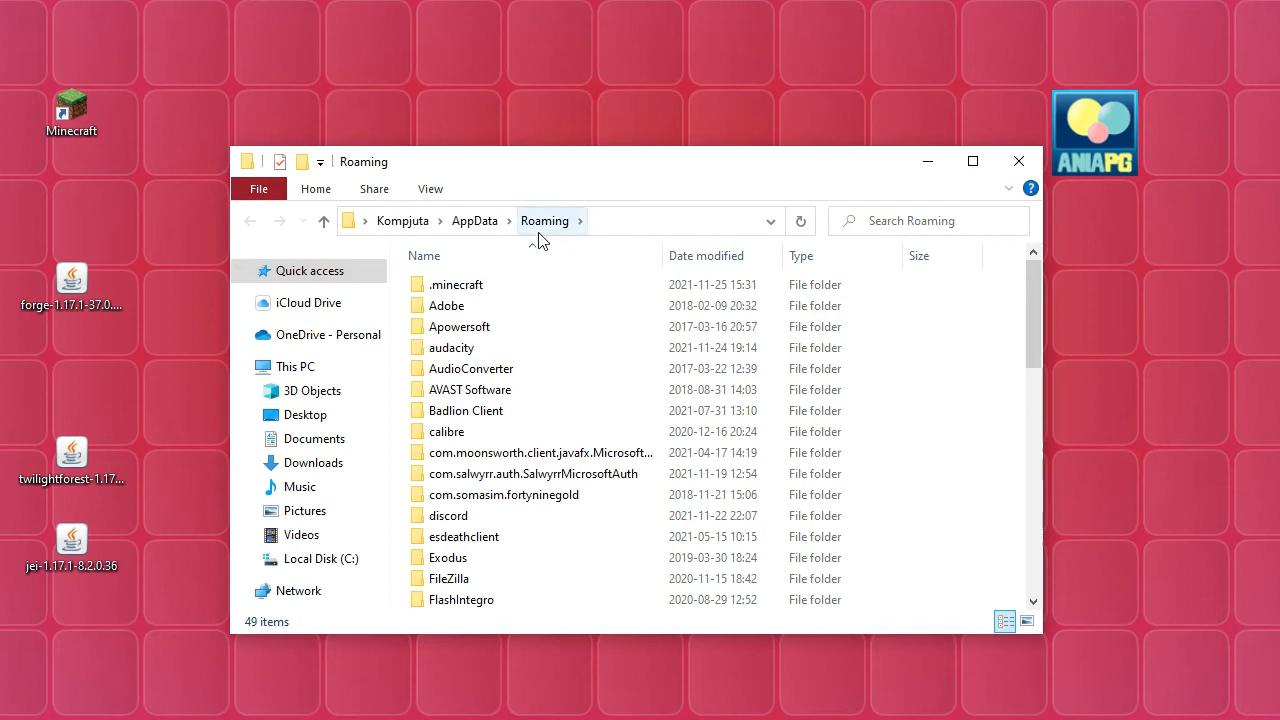 Minecraft
forge-1.17.1-37.0....
twilightforest-1.17...
jei-1.17.1-8.2.0.36
ANIAPG
Roaming
File Home Share View
Kompjuta AppData Roaming
Search Roaming
Quick access
iCloud Drive
OneDrive - Personal
This PC
3D Objects
Desktop
Documents
Downloads
Music
Pictures
Videos
Local Disk (C:)
Network
Name Date modified Type Size
.minecraft 2021-11-25 15:31 File folder
Adobe 2018-02-09 20:32 File folder
Apowersoft 2017-03-16 20:57 File folder
audacity 2021-11-24 19:14 File folder
AudioConverter 2017-03-22 12:39 File folder
AVAST Software 2018-08-31 14:03 File folder
Badlion Client 2021-07-31 13:10 File folder
calibre 2020-12-16 20:24 File folder
com.moonsworth.client.javafx.Microsoft... 2021-04-17 14:19 File folder
com.salwyrr.auth.SalwyrrMicrosoftAuth 2021-11-19 12:54 File folder
com.somasim.fortyninegold 2018-11-21 15:06 File folder
discord 2021-11-22 22:07 File folder
esdeathclient 2021-05-15 10:15 File folder
Exodus 2019-03-30 18:24 File folder
FileZilla 2020-11-15 18:42 File folder
FlashIntegro 2020-08-29 12:52 File folder
49 items